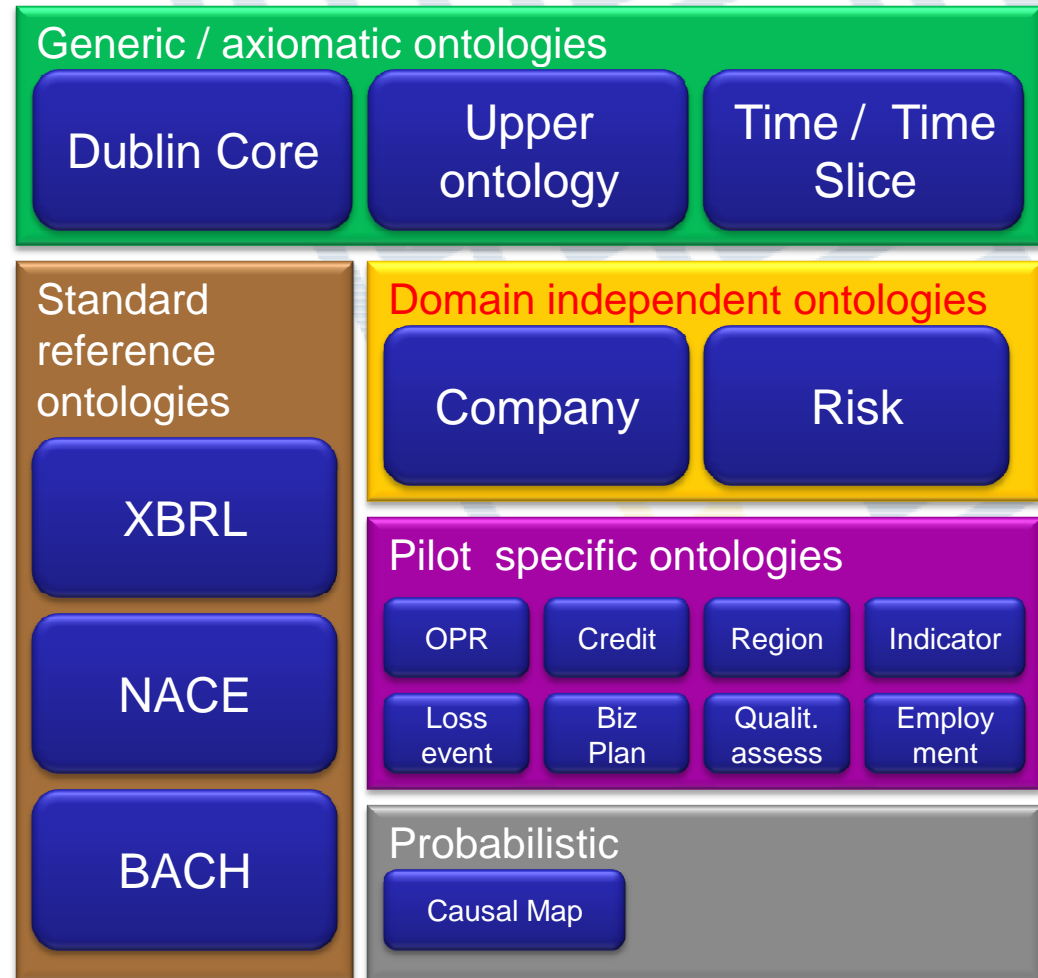 Generic / axiomatic ontologies
Dublin Core
Upper
ontology
Time / Time
Slice
Standard
reference
ontologies
XBRL
NACE
BACH
Domain independent ontologies
Company
Risk
Pilot specific ontologies
OPR
Credit
Region
Indicator
Loss
event
Biz
Plan
Qualit.
assess
Employ
ment
Probabilistic
Causal Map